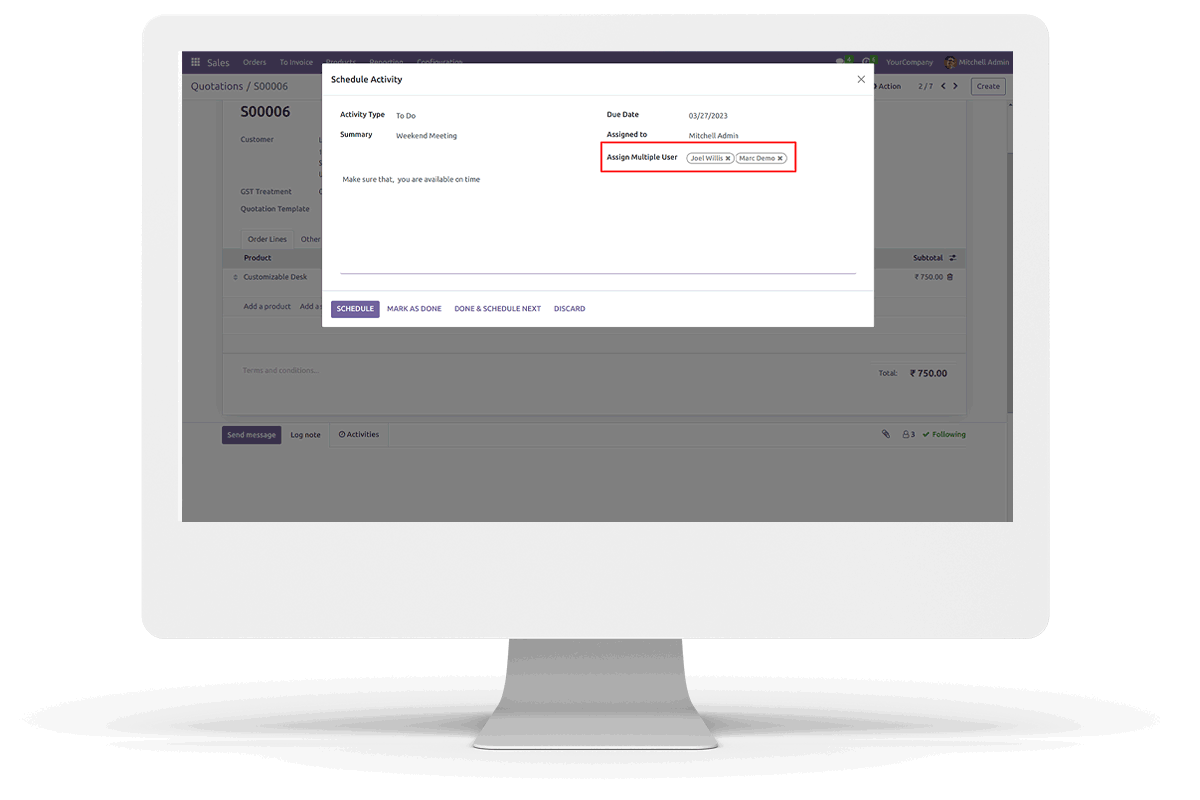 Sales Orders To Invoice Products Reporting Configuration 4 6 YourCompany Mitchell Admin
Quotations / S00006 Action 2 / 7 Create
Schedule Activity
S00006
Activity Type To Do Due Date 03/27/2023
Summary Weekend Meeting Assigned to Mitchell Admis
Customer
Assign Multiple User Joel Willis × Marc Demo ×
Make sure that, you are available on time
GST Treatment
Quotation Template
Order Lines Other
Product Subtotal
Customizable Desk ₹ 750.00
Add a product Add a
SCHEDULE MARK AS DONE DONE & SCHEDULE NEXT DISCARD
Terms and conditions... Total: ₹ 750.00
Send message Log note Activities 3 Following